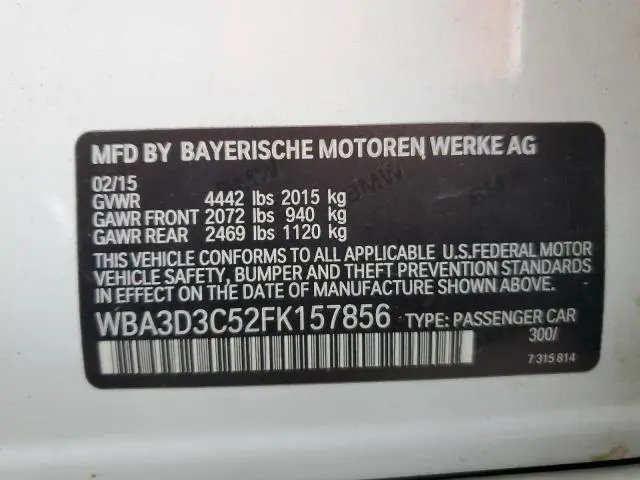 MFD BY BAYERISCHE MOTOREN WERKE AG
02/15
GVWR 4442 lbs 2015 kg
GAWR FRONT 2072 lbs 940 kg
GAWR REAR 2469 lbs 1120 kg
THIS VEHICLE CONFORMS TO ALL APPLICABLE U.S.FEDERAL MOTOR
VEHICLE SAFETY, BUMPER AND THEFT PREVENTION STANDARDS
IN EFFECT ON THE DATE OF MANUFACTURE SHOWN ABOVE.
WBA3D3C52FK157856 TYPE: PASSENGER CAR
300/
7 315 814